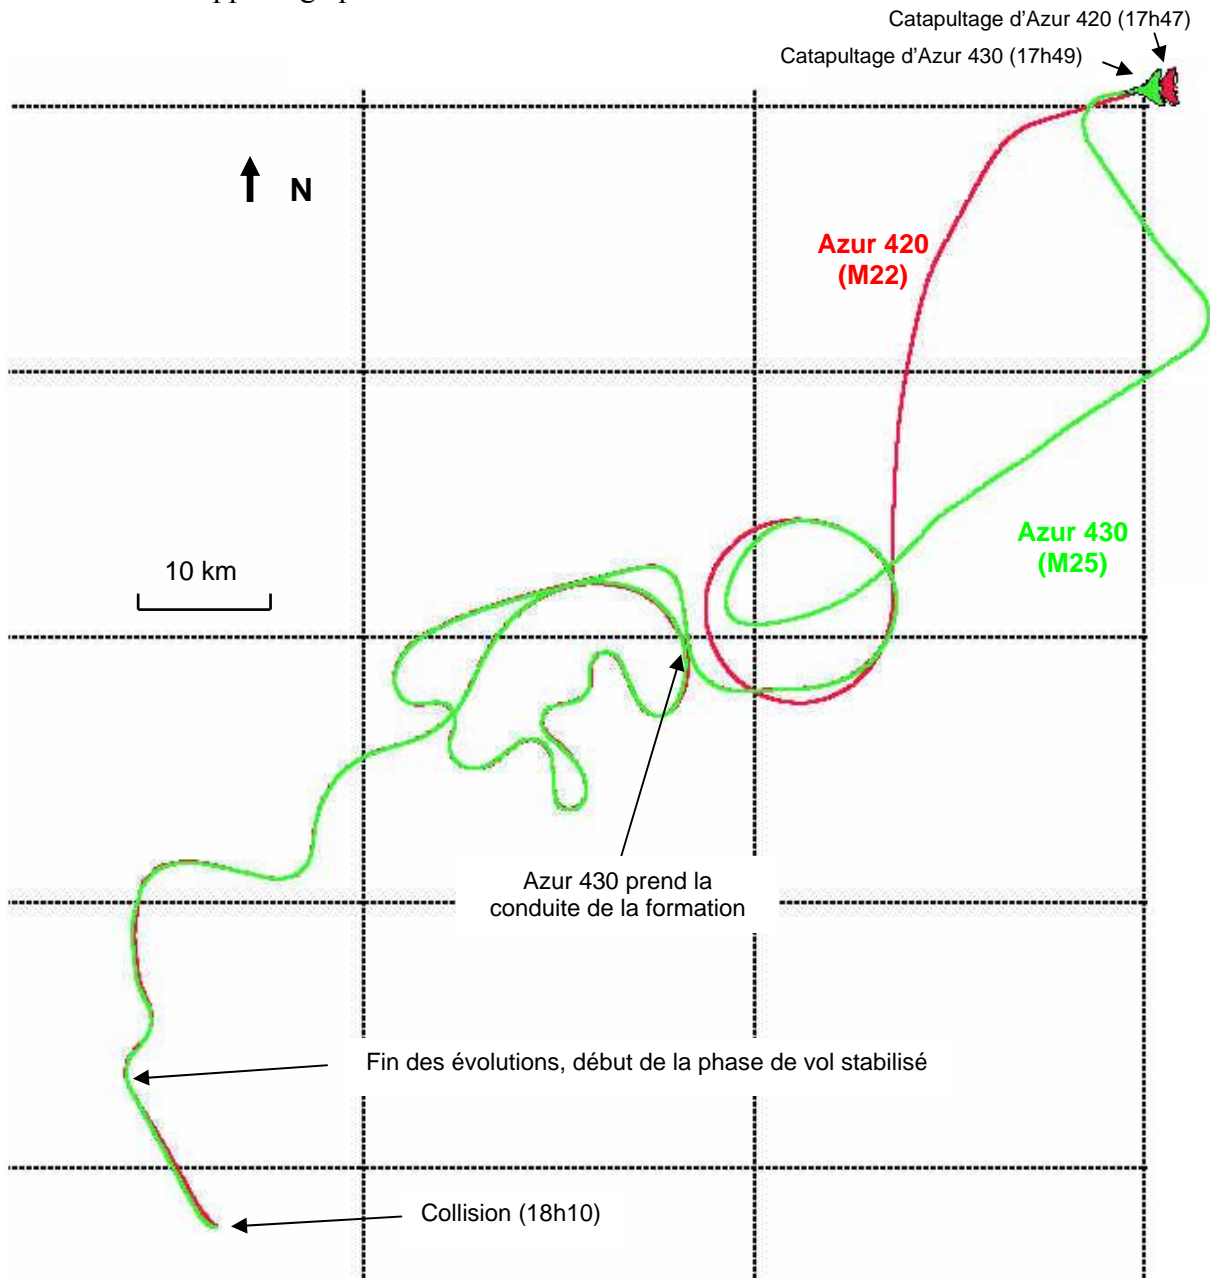 Catapultage d’Azur 420 (17h47)
Catapultage d’Azur 430 (17h49)
N
Azur 420
(M22)
Azur 430
(M25)
10 km
Azur 430 prend la
conduite de la formation
Fin des évolutions, début de la phase de vol stabilisé
Collision (18h10)